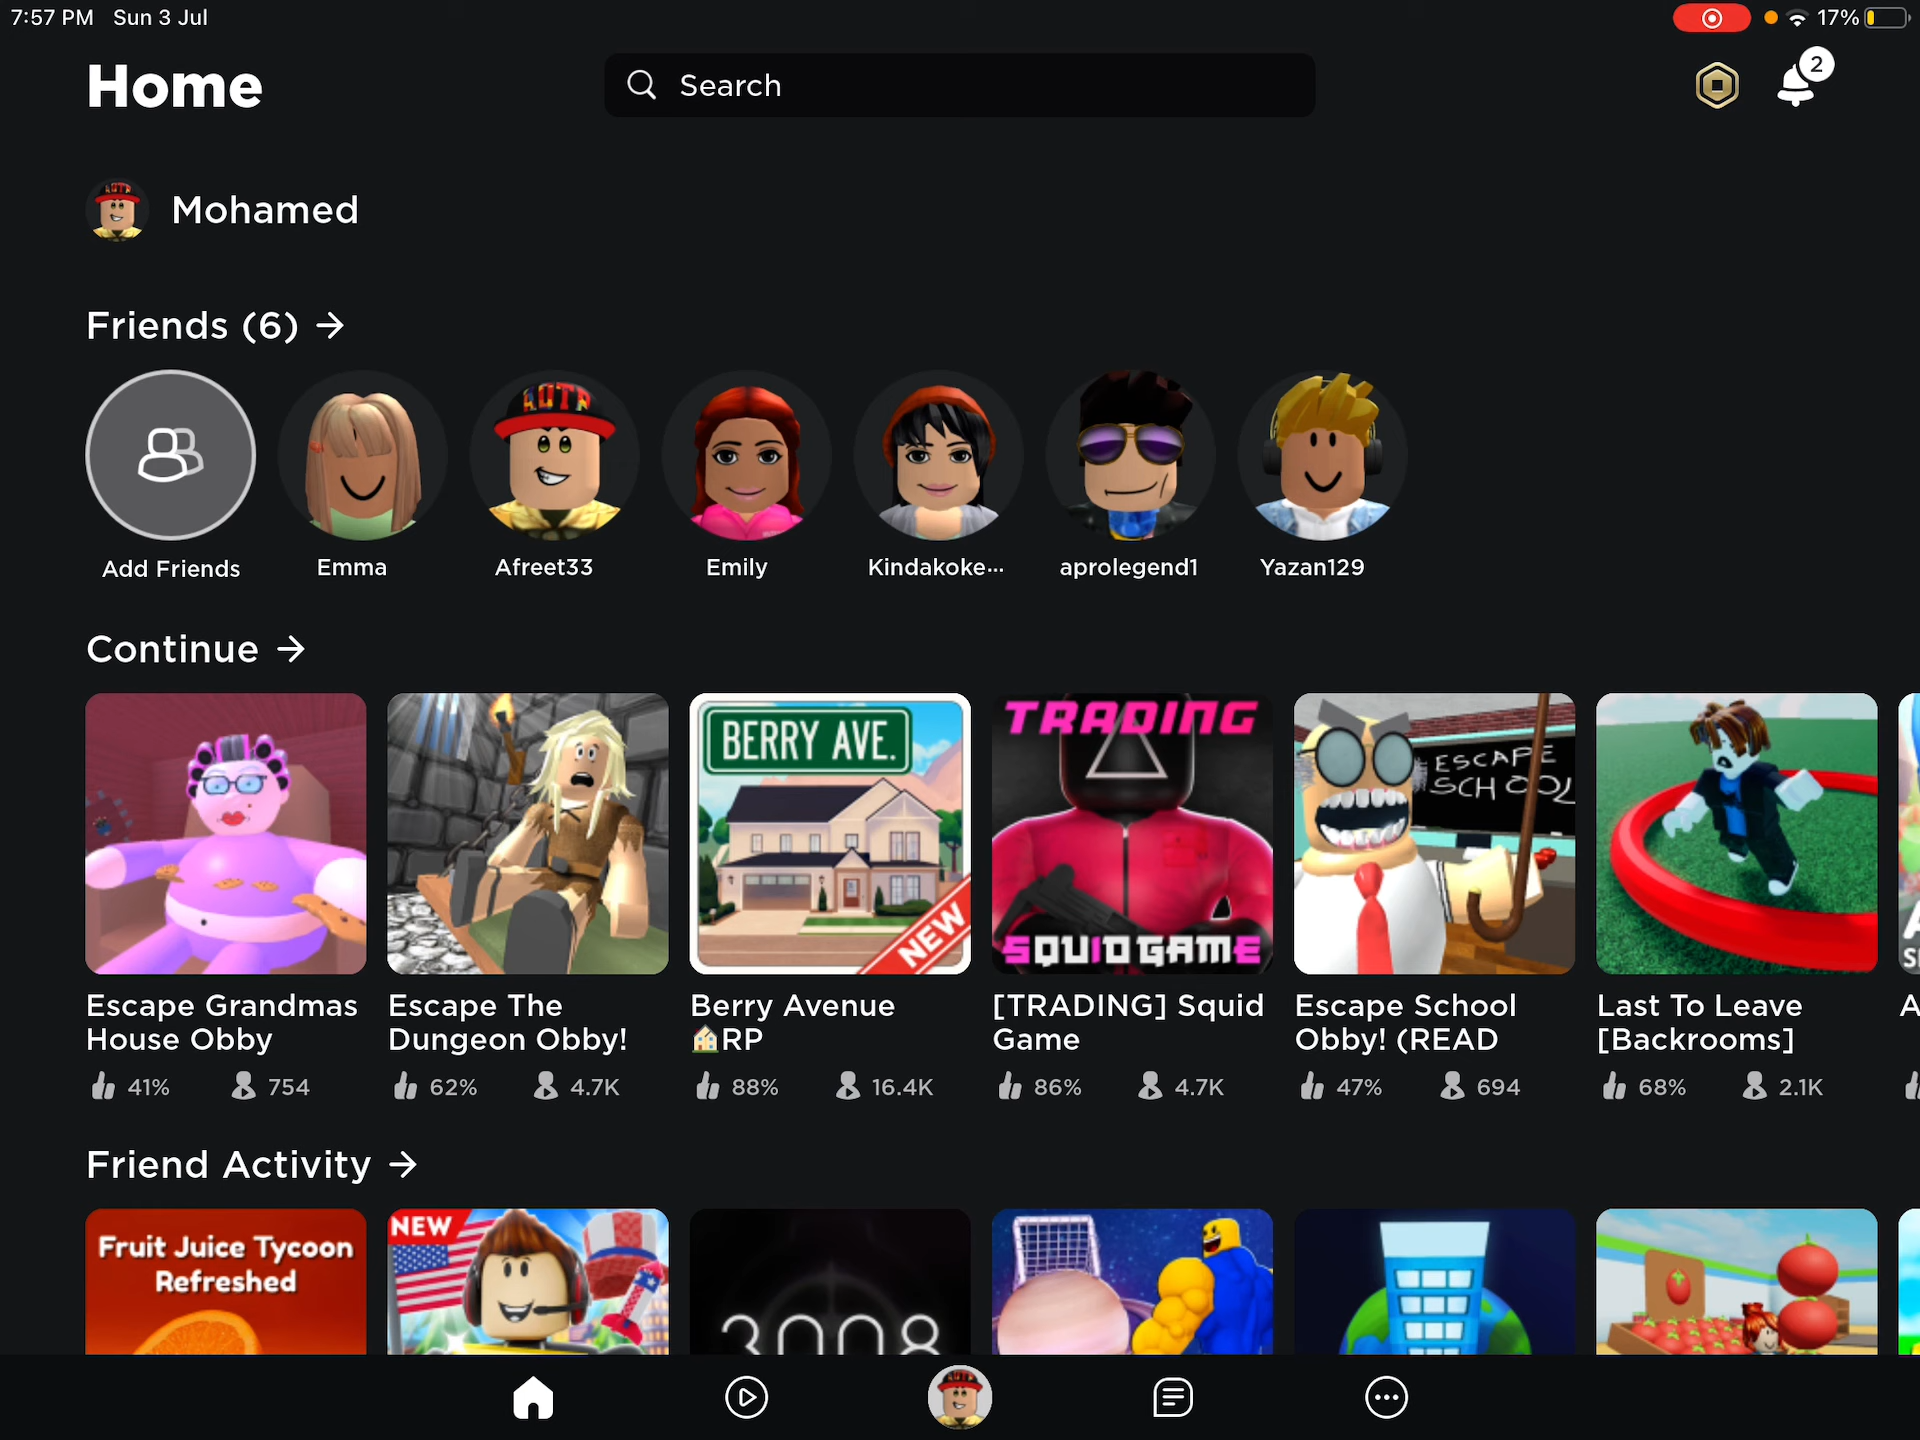 7:57 PM Sun 3 Jul 17%
Home
Search
2
Mohamed
Friends (6) →
Add Friends
Emma
Afreet33
Emily
Kindakoke...
aprolegend1
Yazan129
Continue →
BERRY AVE.
NEW
TRADING
SQUID GAME
ESCAPE
SCHOOL
Escape Grandmas
House Obby
41% 754
Escape The
Dungeon Obby!
62% 4.7K
Berry Avenue
🏠RP
88% 16.4K
[TRADING] Squid
Game
86% 4.7K
Escape School
Obby! (READ
47% 694
Last To Leave
[Backrooms]
68% 2.1K
Friend Activity →
Fruit Juice Tycoon
Refreshed
NEW
3008